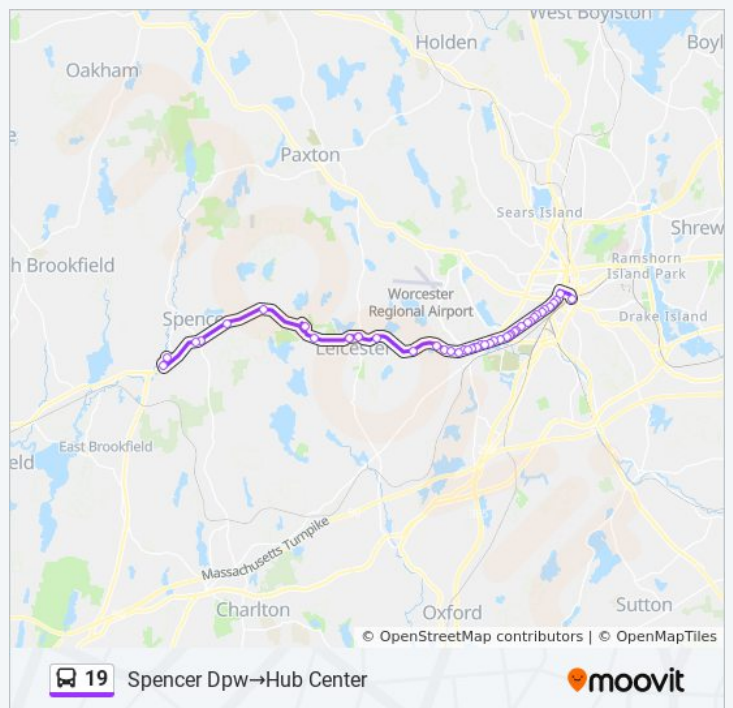 West Boylston
Holden
Boyl
Oakham
Paxton
Sears Island
Shrew
Ramshorn
Island Park
h Brookfield
Worcester
Regional Airport
Drake Island
Spence
Leicester
East Brookfield
eld
Massachusetts Turnpike
Charlton
Oxford
Sutton
© OpenStreetMap contributors | © OpenMapTiles
19 Spencer Dpw→Hub Center
moovit